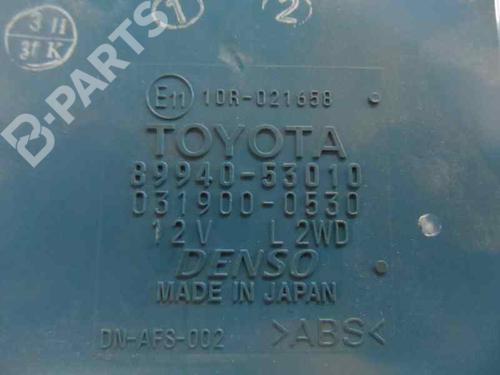 3 11
31 K
1
2
B-PARTS
E11 10R-021658
TOYOTA
89940-53010
031900-0530
12V L 2WD
DENSO
MADE IN JAPAN
DN-AFS-002 >ABS<